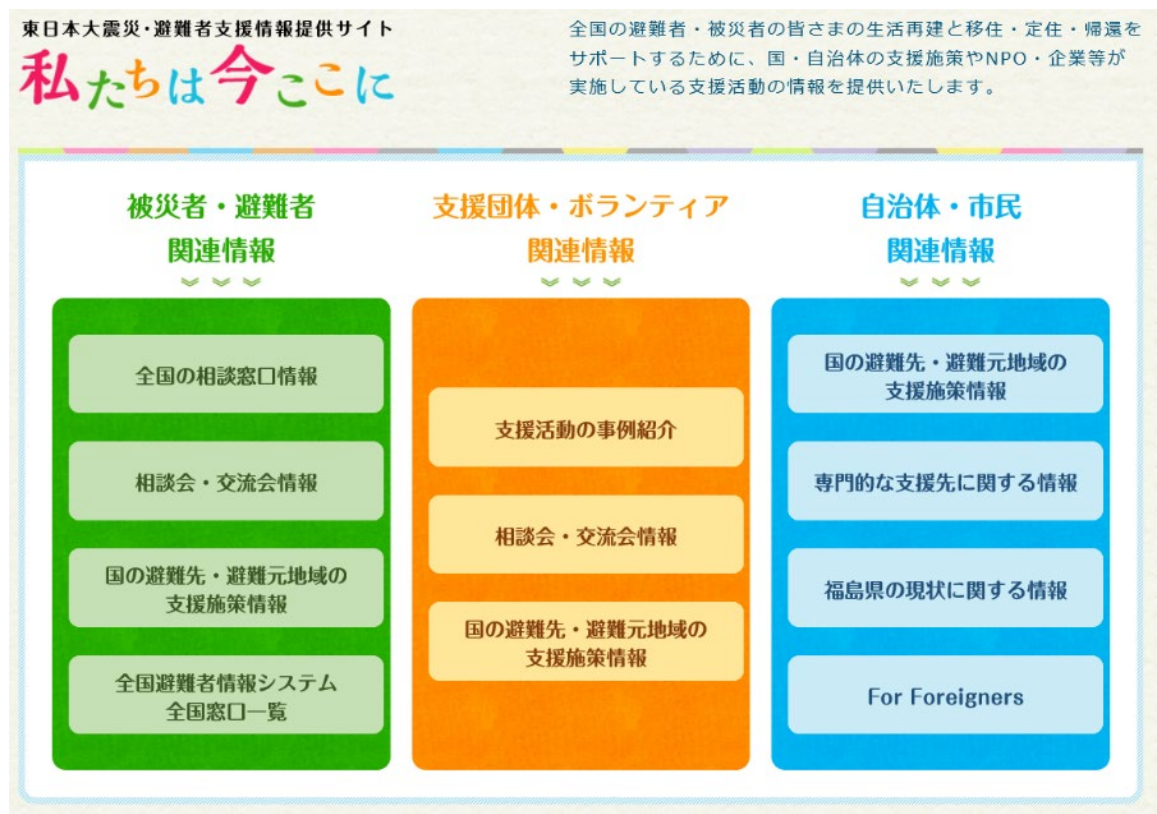 東日本大震災・避難者支援情報提供サイト
私たちは今ここに
全国の避難者・被災者の皆さまの生活再建と移住・定住・帰還を
サポートするために、国・自治体の支援施策やNPO・企業等が
実施している支援活動の情報を提供いたします。
被災者・避難者
関連情報
全国の相談窓口情報
相談会・交流会情報
国の避難先・避難元地域の
支援施策情報
全国避難者情報システム
全国窓口一覧
支援団体・ボランティア
関連情報
支援活動の事例紹介
相談会・交流会情報
国の避難先・避難元地域の
支援施策情報
自治体・市民
関連情報
国の避難先・避難元地域の
支援施策情報
専門的な支援先に関する情報
福島県の現状に関する情報
For Foreigners